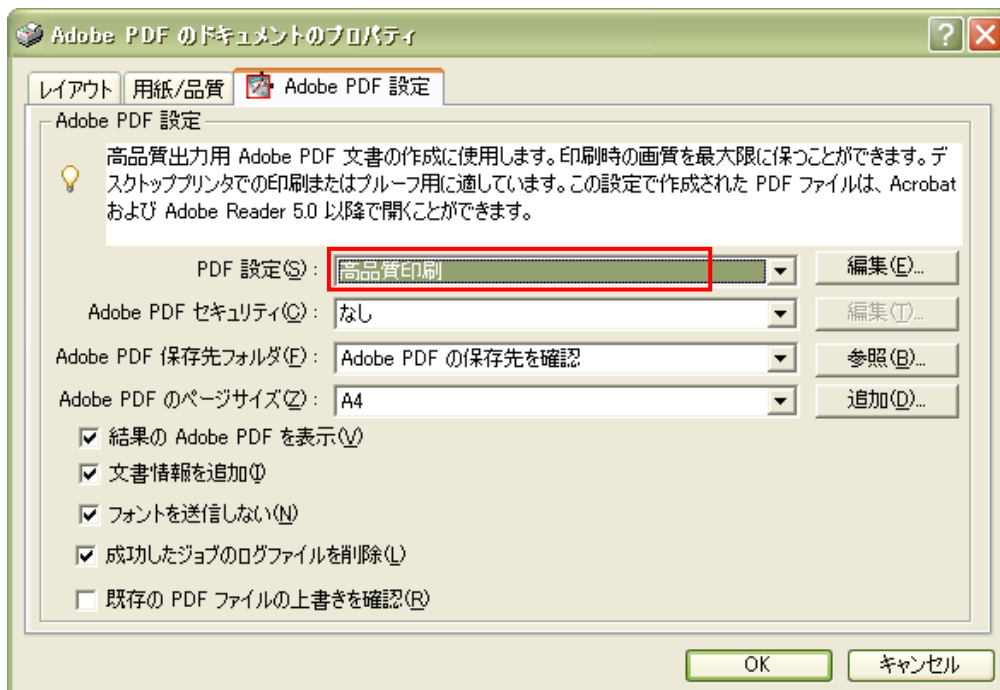 Adobe PDF のドキュメントのプロパティ
レイアウト 用紙/品質 Adobe PDF 設定
Adobe PDF 設定
高品質出力用 Adobe PDF 文書の作成に使用します。印刷時の画質を最大限に保つことができます。デ
スクトッププリンタでの印刷またはプルーフ用に適しています。この設定で作成された PDF ファイルは、Acrobat
および Adobe Reader 5.0 以降で開くことができます。
PDF 設定(S): 高品質印刷 編集(E)...
Adobe PDF セキュリティ(C): なし 編集(T)...
Adobe PDF 保存先フォルダ(F): Adobe PDF の保存先を確認 参照(B)...
Adobe PDF のページサイズ(Z): A4 追加(D)...
結果の Adobe PDF を表示(V)
文書情報を追加(I)
フォントを送信しない(N)
成功したジョブのログファイルを削除(L)
既存の PDF ファイルの上書きを確認(R)
OK キャンセル